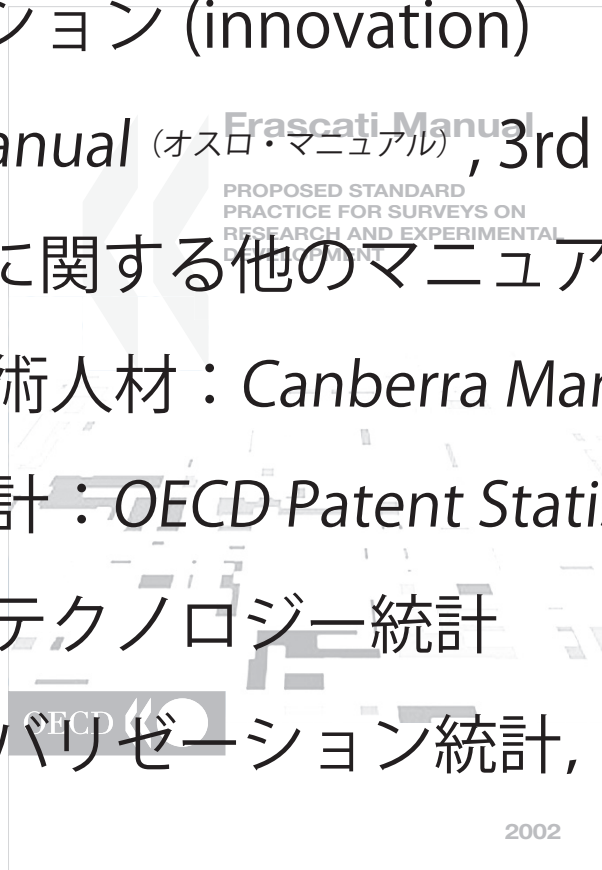 ション (innovation)
Frascati Manual
anual（オスロ・マニュアル）, 3rd
PROPOSED STANDARD
PRACTICE FOR SURVEYS ON
RESEARCH AND EXPERIMENTAL
DEVELOPMENT
に関する他のマニュア
術人材：Canberra Man
計：OECD Patent Statis
テクノロジー統計
OECD
バリゼーション統計,
2002